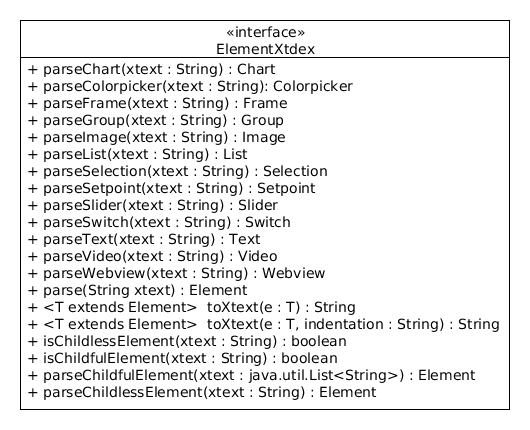 «interface»
ElementXtdex
+ parseChart(xtext : String) : Chart
+ parseColorpicker(xtext : String): Colorpicker
+ parseFrame(xtext : String) : Frame
+ parseGroup(xtext : String) : Group
+ parseImage(xtext : String) : Image
+ parseList(xtext : String) : List
+ parseSelection(xtext : String) : Selection
+ parseSetpoint(xtext : String) : Setpoint
+ parseSlider(xtext : String) : Slider
+ parseSwitch(xtext : String) : Switch
+ parseText(xtext : String) : Text
+ parseVideo(xtext : String) : Video
+ parseWebview(xtext : String) : Webview
+ parse(String xtext) : Element
+ <T extends Element>  toXtext(e : T) : String
+ <T extends Element>  toXtext(e : T, indentation : String) : String
+ isChildlessElement(xtext : String) : boolean
+ isChildfulElement(xtext : String) : boolean
+ parseChildfulElement(xtext : java.util.List<String>) : Element
+ parseChildlessElement(xtext : String) : Element